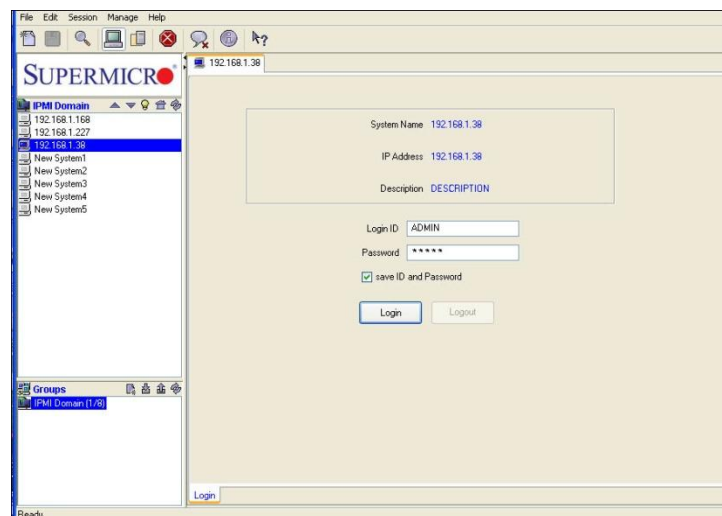 File Edit Session Manage Help
SUPERMICRO
192.168.1.38
IPMI Domain
192.168.1.168
192.168.1.227
192.168.1.38
New System1
New System2
New System3
New System4
New System5
System Name 192.168.1.38
IP Address 192.168.1.38
Description DESCRIPTION
Login ID ADMIN
Password *****
save ID and Password
Login Logout
Groups
IPMI Domain (1/8)
Login
Ready